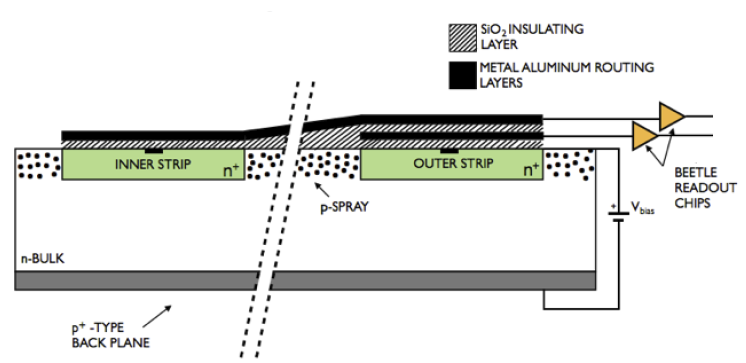 SiO₂ INSULATING
LAYER
METAL ALUMINUM ROUTING
LAYERS
INNER STRIP
n⁺
OUTER STRIP
n⁺
BEETLE
READOUT
CHIPS
p-SPRAY
+
V_bias
n-BULK
p⁺ -TYPE
BACK PLANE